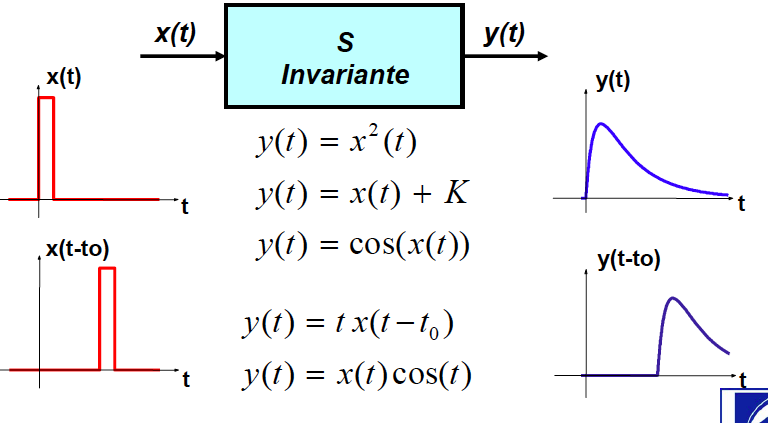 x(t)
S
Invariante
y(t)
x(t)
t
y(t)
t
y(t) = x²(t)
y(t) = x(t) + K
y(t) = cos(x(t))
x(t-to)
t
y(t-to)
t
y(t) = t x(t − t₀)
y(t) = x(t)cos(t)